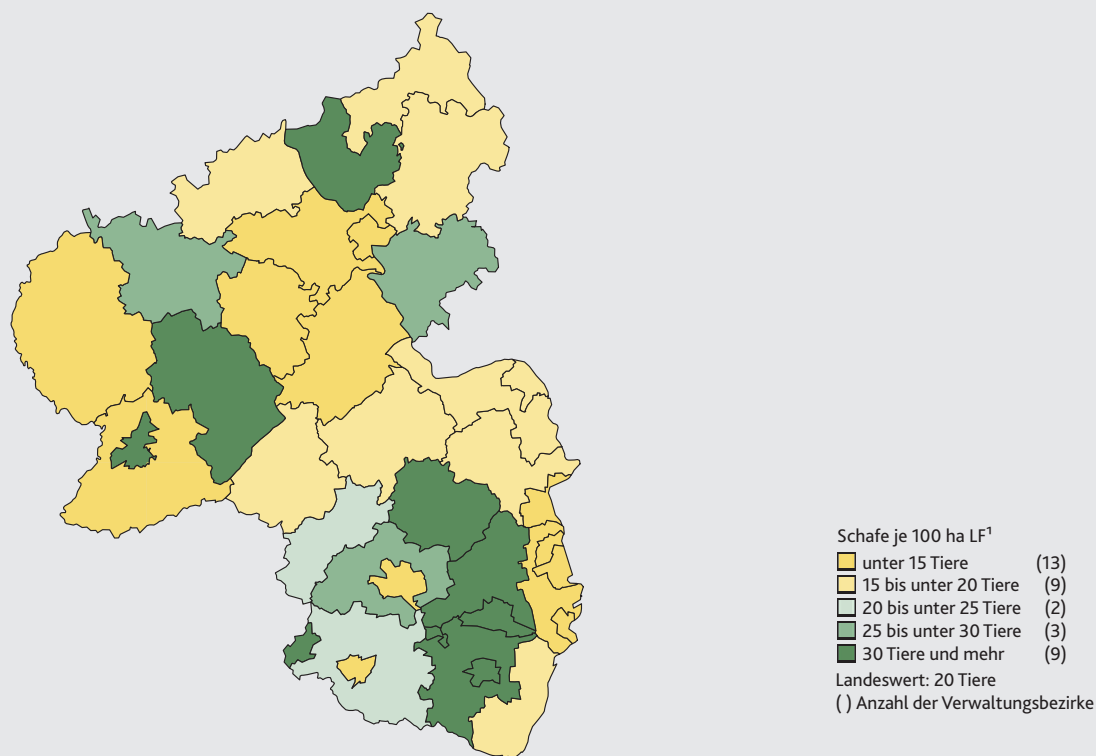 Schafe je 100 ha LF¹
unter 15 Tiere (13)
15 bis unter 20 Tiere (9)
20 bis unter 25 Tiere (2)
25 bis unter 30 Tiere (3)
30 Tiere und mehr (9)
Landeswert: 20 Tiere
( ) Anzahl der Verwaltungsbezirke